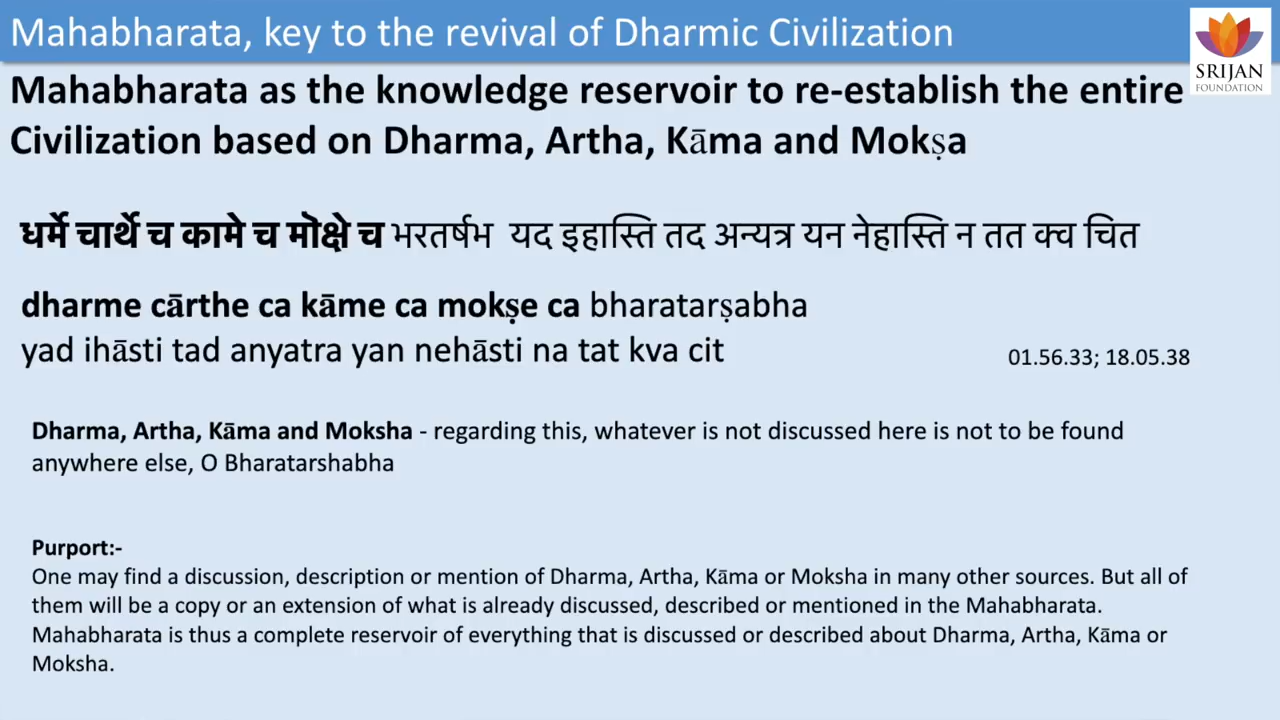 Mahabharata, key to the revival of Dharmic Civilization
SRIJAN
FOUNDATION
Mahabharata as the knowledge reservoir to re-establish the entire
Civilization based on Dharma, Artha, Kāma and Mokṣa
धर्मे चार्थे च कामे च मॊक्षे च भरतर्षभ यद इहास्ति तद अन्यत्र यन नेहास्ति न तत क्व चित
dharme cārthe ca kāme ca mokṣe ca bharatarṣabha
yad ihāsti tad anyatra yan nehāsti na tat kva cit
01.56.33; 18.05.38
Dharma, Artha, Kāma and Moksha - regarding this, whatever is not discussed here is not to be found
anywhere else, O Bharatarshabha
Purport:-
One may find a discussion, description or mention of Dharma, Artha, Kāma or Moksha in many other sources. But all of
them will be a copy or an extension of what is already discussed, described or mentioned in the Mahabharata.
Mahabharata is thus a complete reservoir of everything that is discussed or described about Dharma, Artha, Kāma or
Moksha.